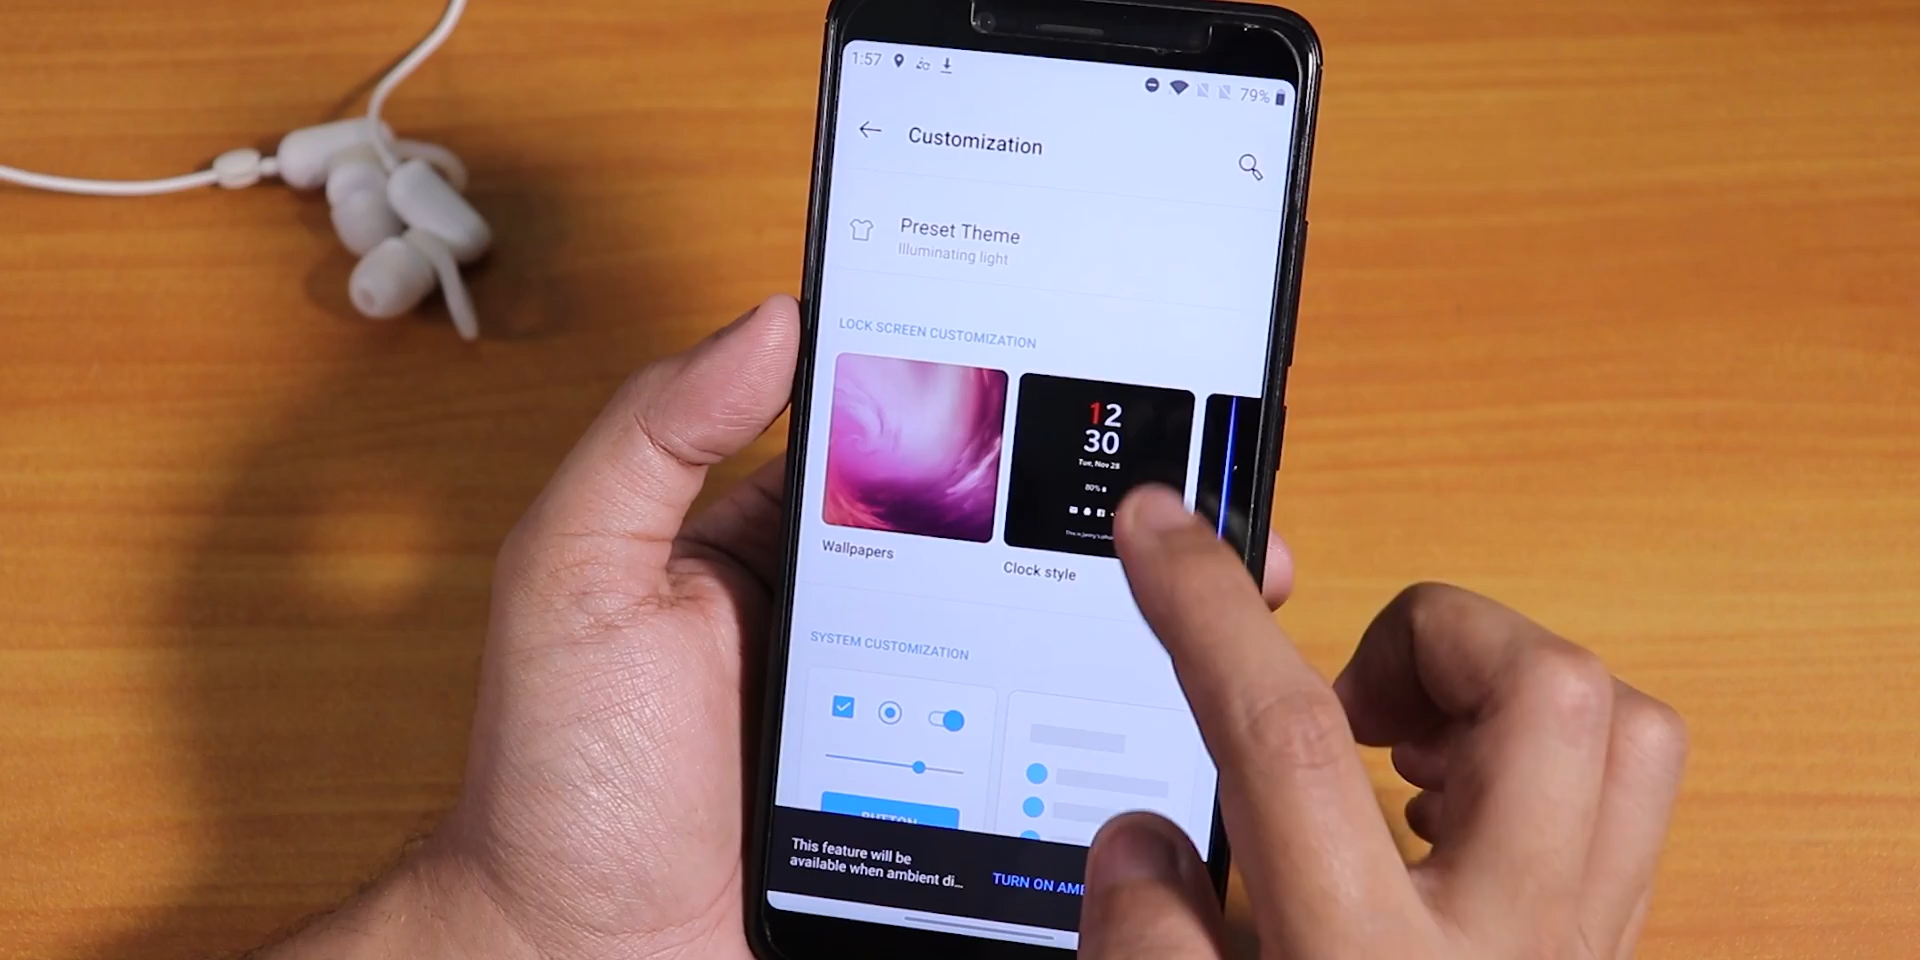 1:57
79%
Customization
Preset Theme
Illuminating light
LOCK SCREEN CUSTOMIZATION
12
30
Tue, Nov 28
80%
Wallpapers
Clock style
SYSTEM CUSTOMIZATION
BUTTON
This feature will be
available when ambient di...
TURN ON AMB